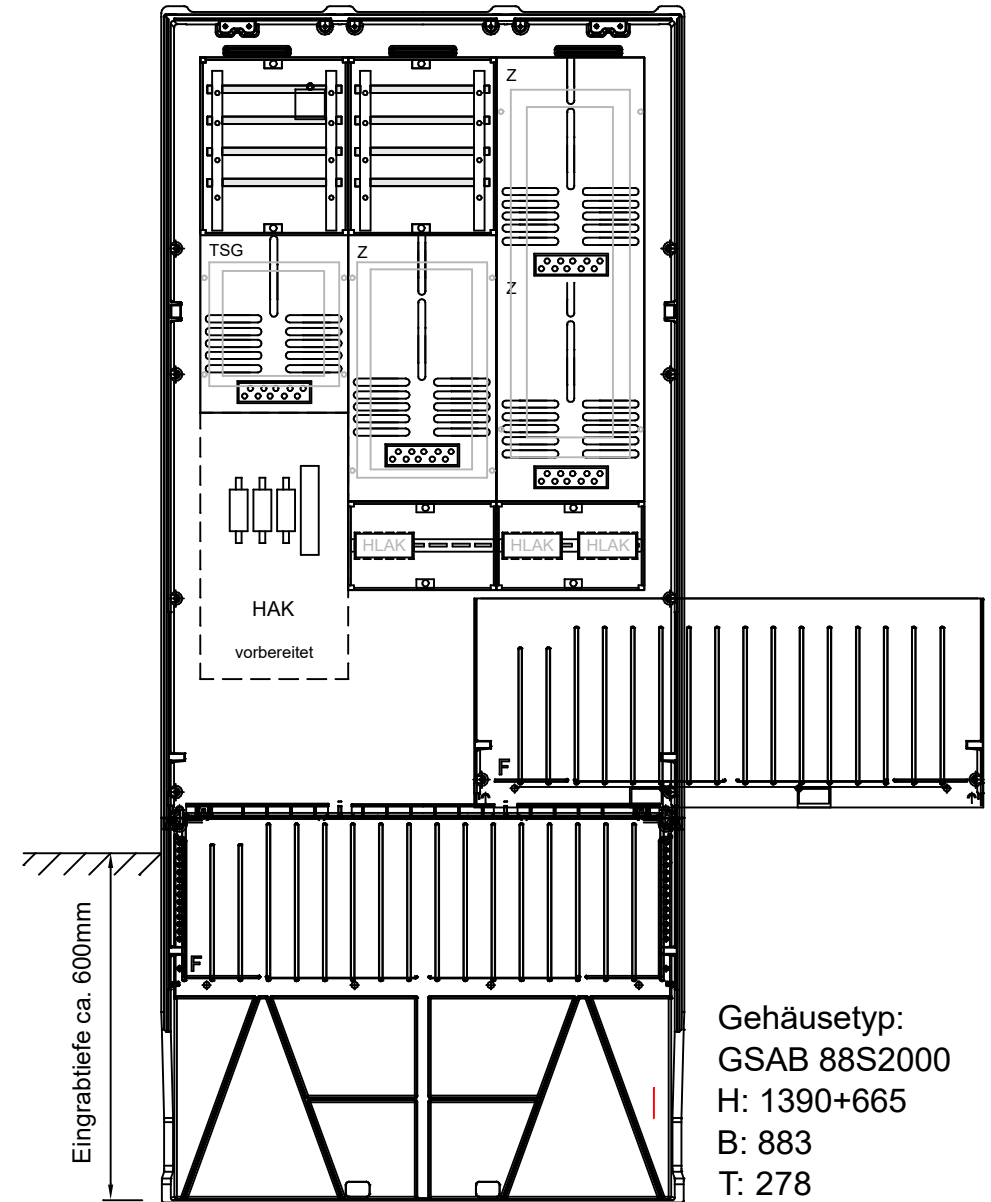 Z
TSG
Z
Z
HLAK
HLAK
HLAK
HAK
vorbereitet
F
F
Eingrabtiefe ca. 600mm
Gehäusetyp:
GSAB 88S2000
H: 1390+665
B: 883
T: 278